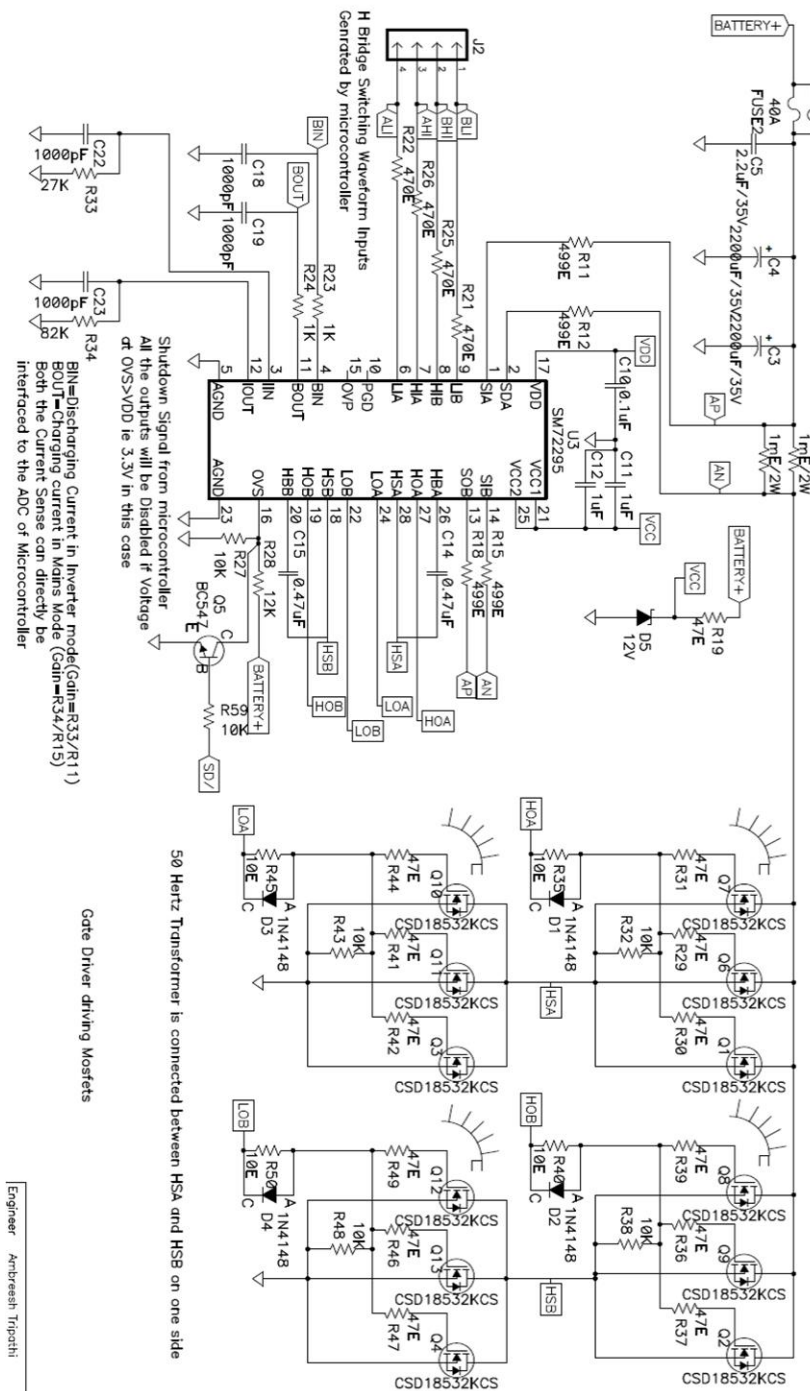 BATTERY+
40A
FUSE2
C5
2.2uF/35V
C4
2200uF/35V
C3
2200uF/35V
AP
1mE/2W
1mE/2W
AN
BATTERY+
VCC
R19
47E
D5
12V
J2
1
2
3
4
H Bridge Switching Waveform Inputs
Genrated by microcontroller
BLI
BHI
AHI
ALI
R21
470E
R25
470E
R26
470E
R22
470E
R11
499E
R12
499E
VDD
C10
0.1uF
C11
1uF
C12
1uF
VCC
BIN
BOUT
C18
1000pF
C19
1000pF
R23
1K
R24
1K
C22
1000pF
R33
27K
C23
1000pF
R34
82K
U3
SM72295
17
VDD
2
SDA
1
SIA
9
LIB
8
HIB
7
HIA
6
LIA
10
PGD
15
OVP
4
BIN
11
BOUT
3
IIN
12
IOUT
5
AGND
VCC1
21
VCC2
25
SIB
14
SOB
13
HBA
26
HOA
27
HSA
28
LOA
24
LOB
22
HSB
18
HOB
19
HBB
20
OVS
16
AGND
23
R15
499E
R18
499E
AN
AP
C14
0.47uF
HSA
HOA
LOA
LOB
HOB
HSB
C15
0.47uF
R28
12K
BATTERY+
R27
10K
Q5
BC547
C
B
E
R59
10K
SD/
Shutdown Signal from microcontroller
All the outputs will be Disabled if Voltage
at OVS>VDD ie 3.3V in this case
BIN=Discharging Current in Inverter mode(Gain=R33/R11)
BOUT=Charging current in Mains Mode (Gain=R34/R15)
Both the Current Sense can directly be
interfaced to the ADC of Microcontroller
HOA
R35
10E
A
1N4148
D1
C
R31
47E
Q7
CSD18532KCS
R32
10K
R29
47E
Q6
CSD18532KCS
R30
47E
Q1
CSD18532KCS
HSA
LOA
R45
10E
A
1N4148
D3
C
R44
47E
Q10
CSD18532KCS
R43
10K
R41
47E
Q11
CSD18532KCS
R42
47E
Q3
CSD18532KCS
HOB
R40
10E
A
1N4148
D2
C
R39
47E
Q8
CSD18532KCS
R38
10K
R36
47E
Q9
CSD18532KCS
R37
47E
Q2
CSD18532KCS
HSB
LOB
R50
10E
A
1N4148
D4
C
R49
47E
Q12
CSD18532KCS
R48
10K
R46
47E
Q13
CSD18532KCS
R47
47E
Q4
CSD18532KCS
50 Hertz Transformer is connected between HSA and HSB on one side
Gate Driver driving Mosfets
Engineer Ambreesh Tripathi